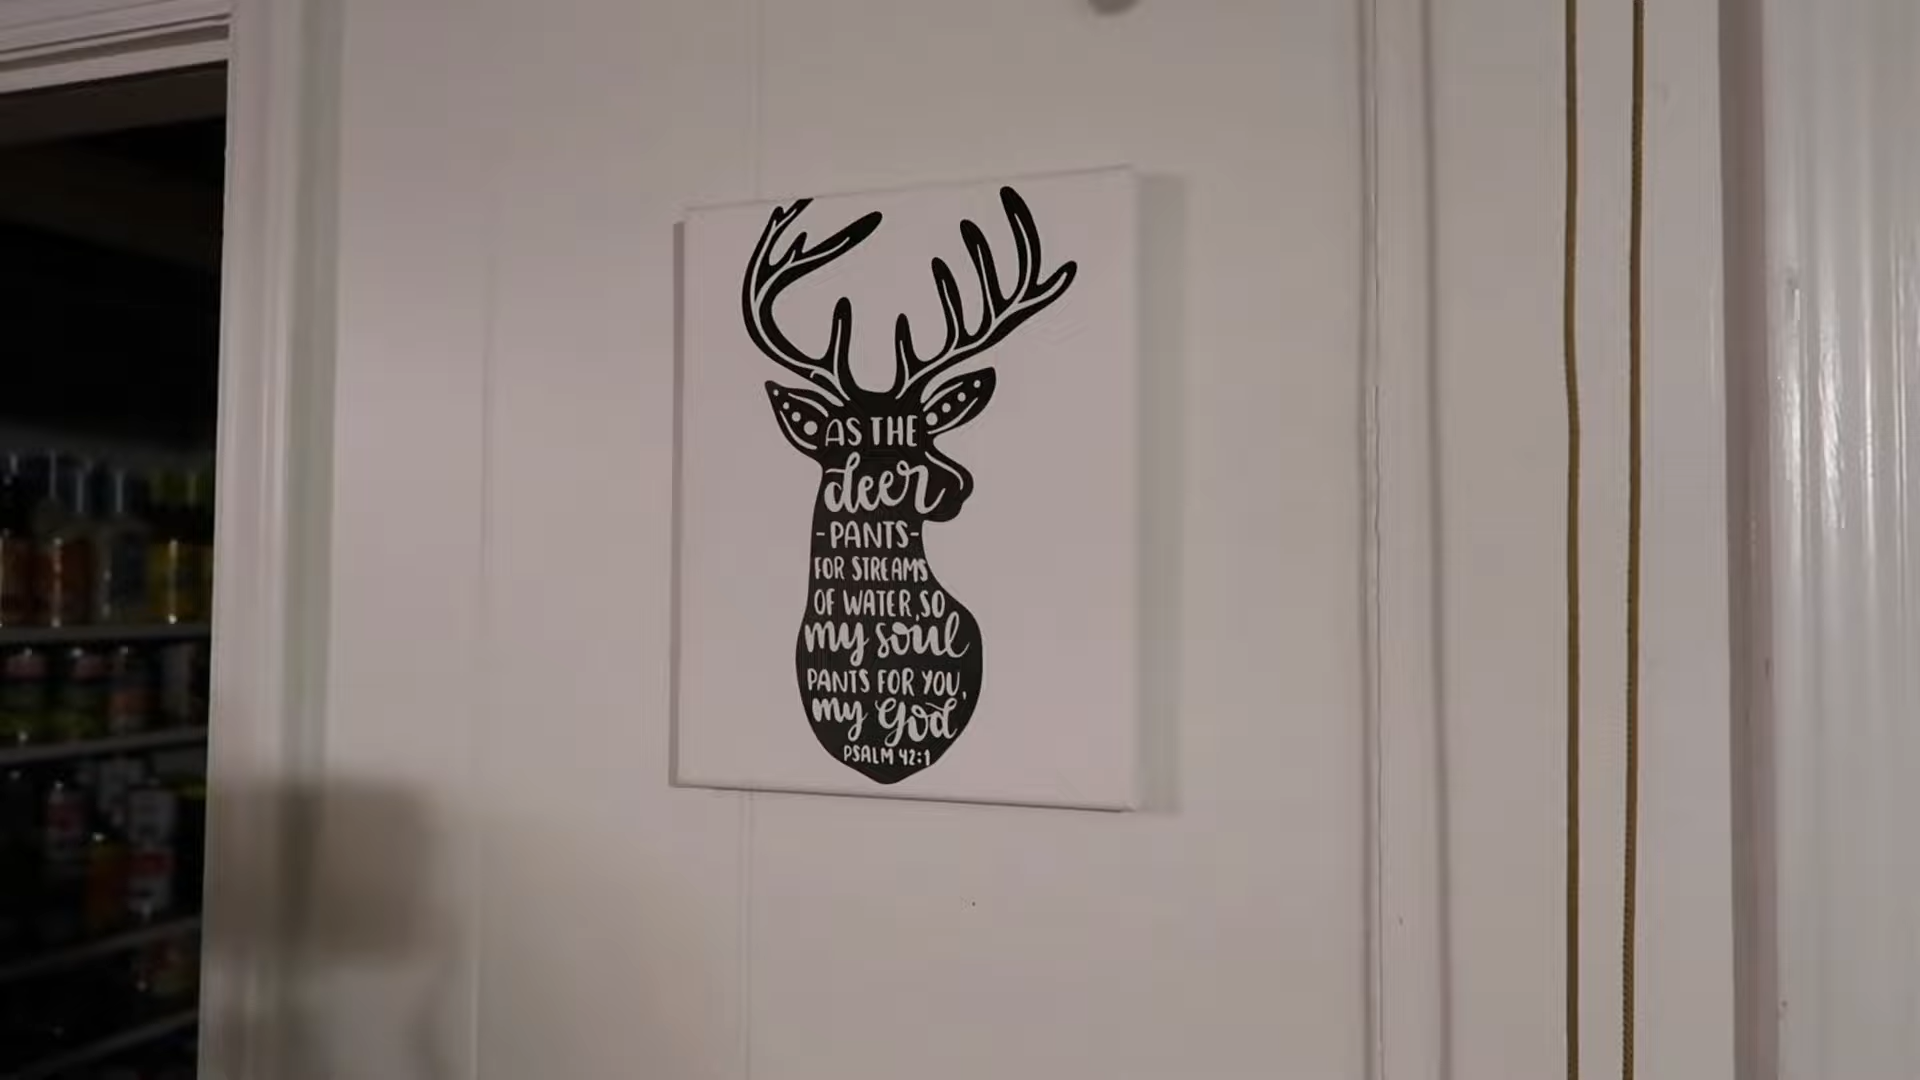 AS THE
deer
-PANTS-
FOR STREAMS
OF WATER, SO
my soul
PANTS FOR YOU,
my God
PSALM 42:1